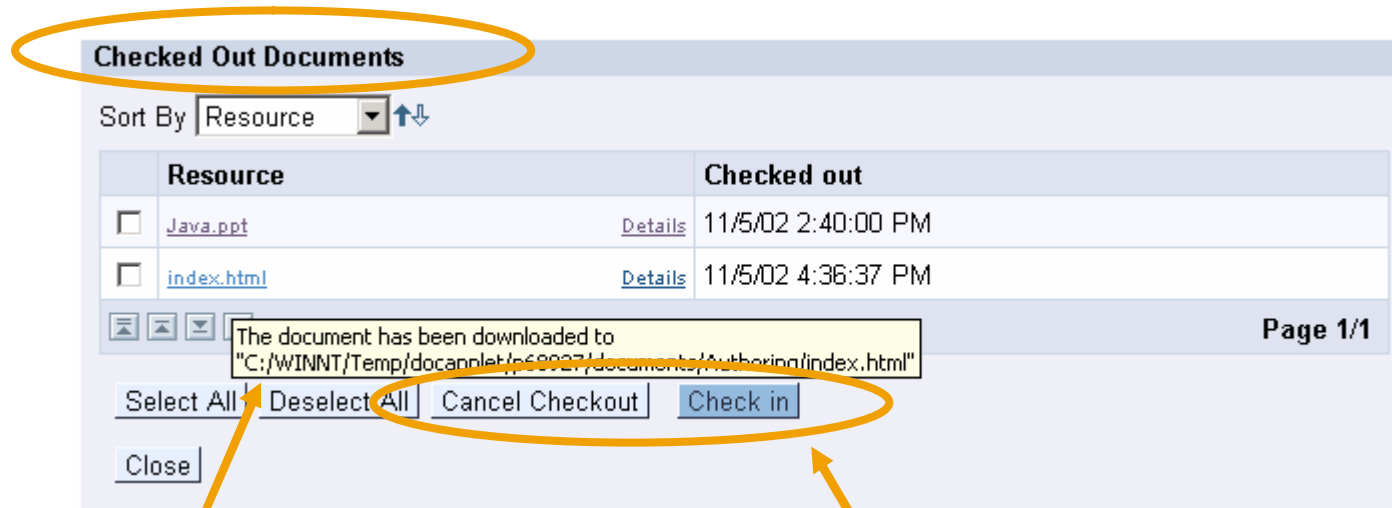 Checked Out Documents
Sort By Resource
Resource Checked out
Java.ppt Details 11/5/02 2:40:00 PM
index.html Details 11/5/02 4:36:37 PM
Page 1/1
The document has been downloaded to
"C:/WINNT/Temp/docapplet/p68927/documents/Authoring/index.html"
Select All Deselect All Cancel Checkout Check in
Close